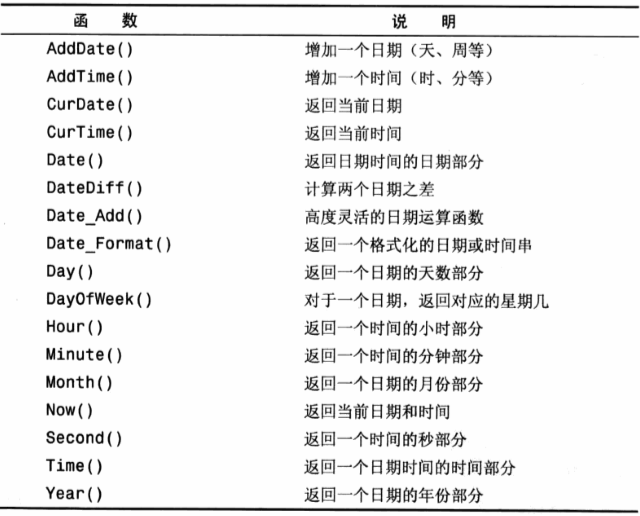 函 数 说 明
AddDate() 增加一个日期（天、周等）
AddTime() 增加一个时间（时、分等）
CurDate() 返回当前日期
CurTime() 返回当前时间
Date() 返回日期时间的日期部分
DateDiff() 计算两个日期之差
Date_Add() 高度灵活的日期运算函数
Date_Format() 返回一个格式化的日期或时间串
Day() 返回一个日期的天数部分
DayOfWeek() 对于一个日期，返回对应的星期几
Hour() 返回一个时间的小时部分
Minute() 返回一个时间的分钟部分
Month() 返回一个日期的月份部分
Now() 返回当前日期和时间
Second() 返回一个时间的秒部分
Time() 返回一个日期时间的时间部分
Year() 返回一个日期的年份部分